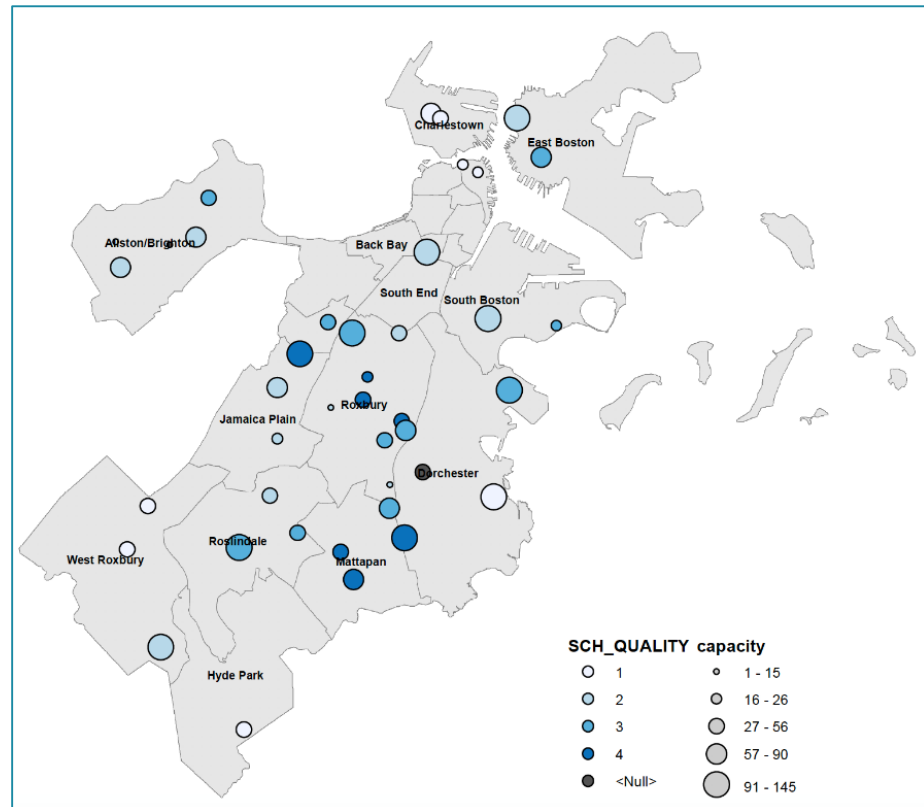 Charlestown
East Boston
Allston/Brighton
Back Bay
South End
South Boston
Roxbury
Jamaica Plain
Dorchester
Roslindale
West Roxbury
Mattapan
Hyde Park
SCH_QUALITY capacity
1 1 - 15
2 16 - 26
3 27 - 56
4 57 - 90
<Null> 91 - 145